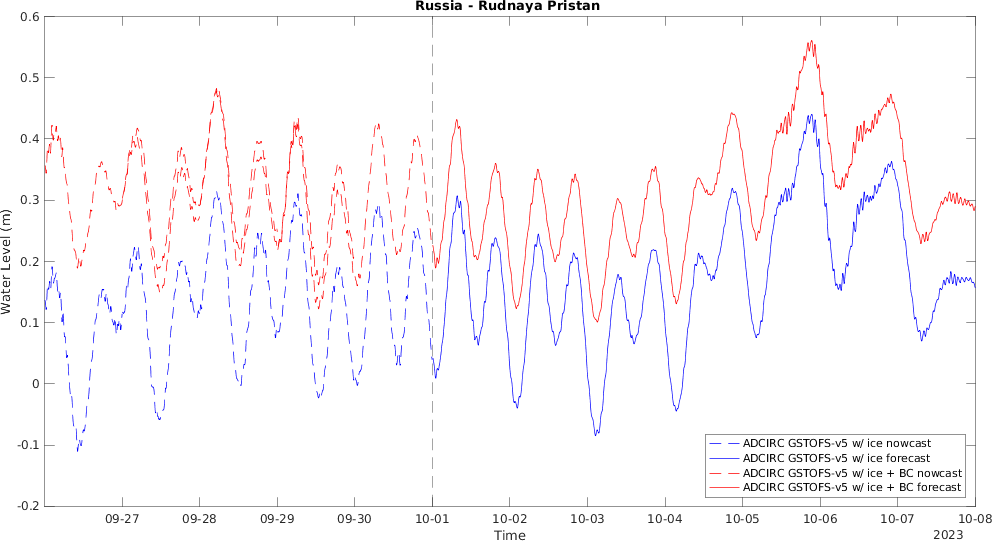 Russia - Rudnaya Pristan
0.6
0.5
0.4
0.3
0.2
0.1
0
-0.1
-0.2
Water Level (m)
ADCIRC GSTOFS-v5 w/ ice nowcast
ADCIRC GSTOFS-v5 w/ ice forecast
ADCIRC GSTOFS-v5 w/ ice + BC nowcast
ADCIRC GSTOFS-v5 w/ ice + BC forecast
09-27 09-28 09-29 09-30 10-01 10-02 10-03 10-04 10-05 10-06 10-07 10-08
Time
2023